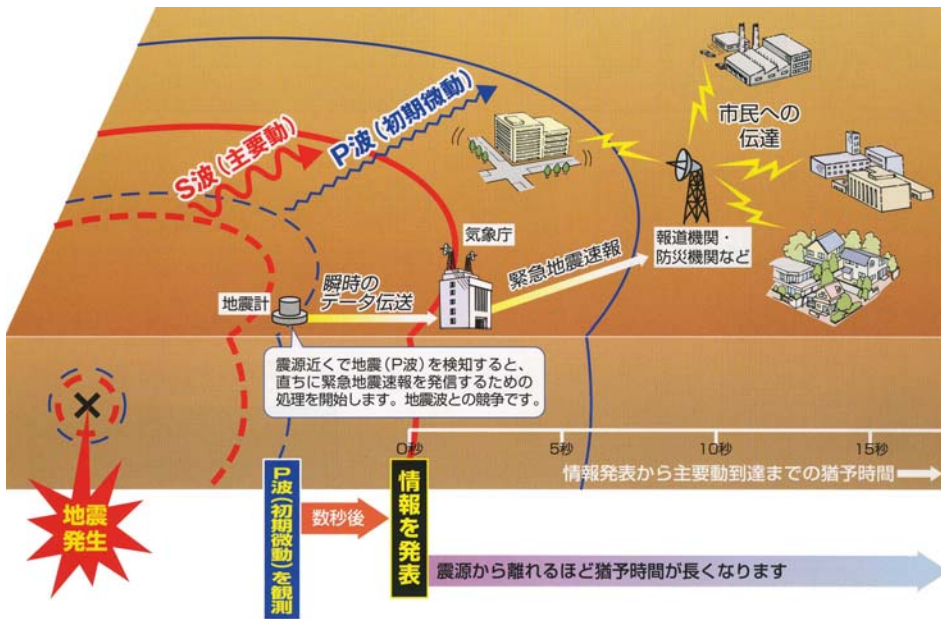 S波(主要動)
P波(初期微動)
市民への
伝達
気象庁
報道機関・
防災機関など
緊急地震速報
地震計
瞬時の
データ伝送
震源近くで地震(P波)を検知すると、
直ちに緊急地震速報を発信するための
処理を開始します。地震波との競争です。
0秒
5秒
10秒
15秒
情報発表から主要動到達までの猶予時間
地震
発生
P波(初期微動)を観測
数秒後
情報を発表
震源から離れるほど猶予時間が長くなります